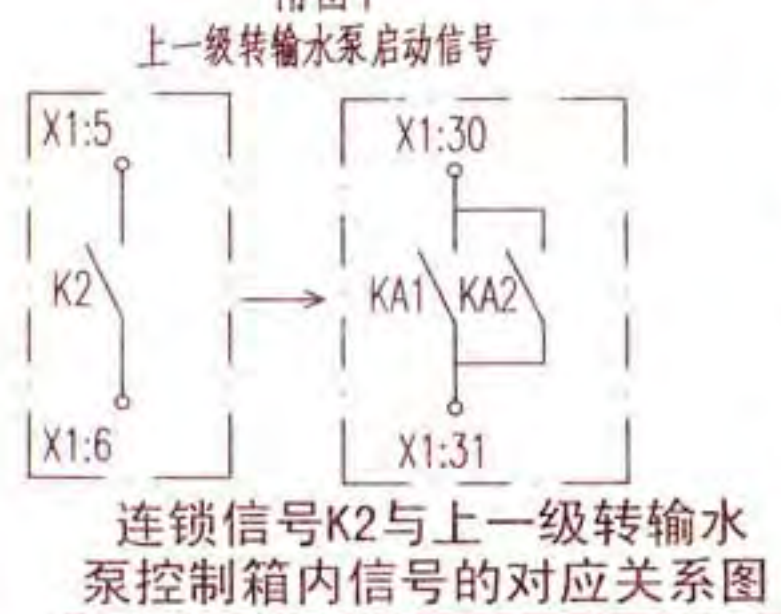 上一级转输水泵启动信号
X1:5
X1:30
K2
KA1
KA2
X1:6
X1:31
连锁信号K2与上一级转输水
泵控制箱内信号的对应关系图